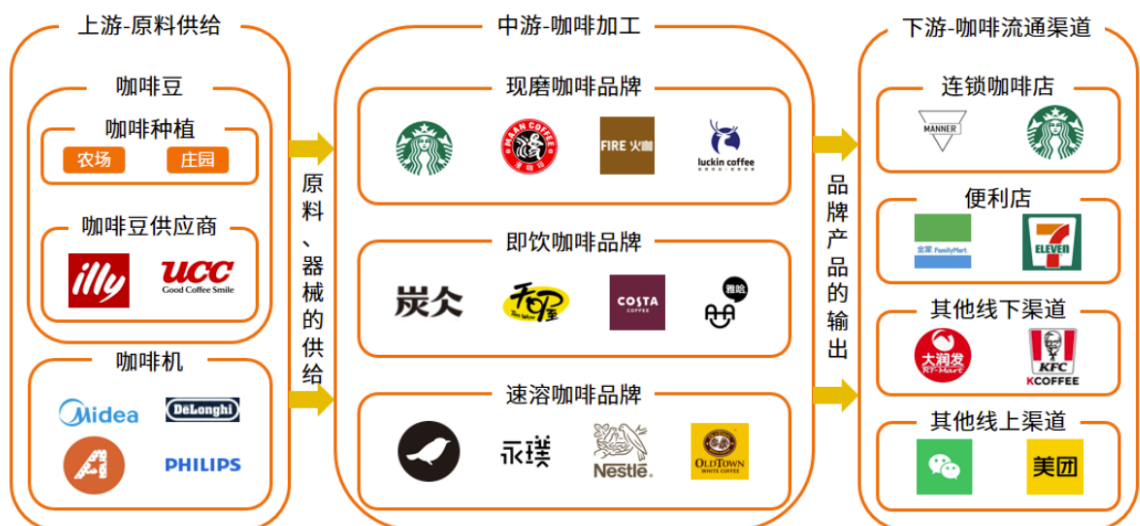 上游-原料供给
咖啡豆
咖啡种植
农场
庄园
咖啡豆供应商
illy
UCC
Good Coffee Smile
咖啡机
Midea
DeLonghi
A
PHILIPS
原料、器械的供给
中游-咖啡加工
现磨咖啡品牌
MAAN COFFEE
漫咖啡
FIRE 火咖
luckin coffee
即饮咖啡品牌
炭仌
COSTA
COFFEE
雅哈
速溶咖啡品牌
永璞
Nestlé
OLDTOWN
WHITE COFFEE
品牌产品的输出
下游-咖啡流通渠道
连锁咖啡店
MANNER
便利店
全家 FamilyMart
7
ELEVEN
其他线下渠道
大润发
RT-Mart
KFC
KCOFFEE
其他线上渠道
美团